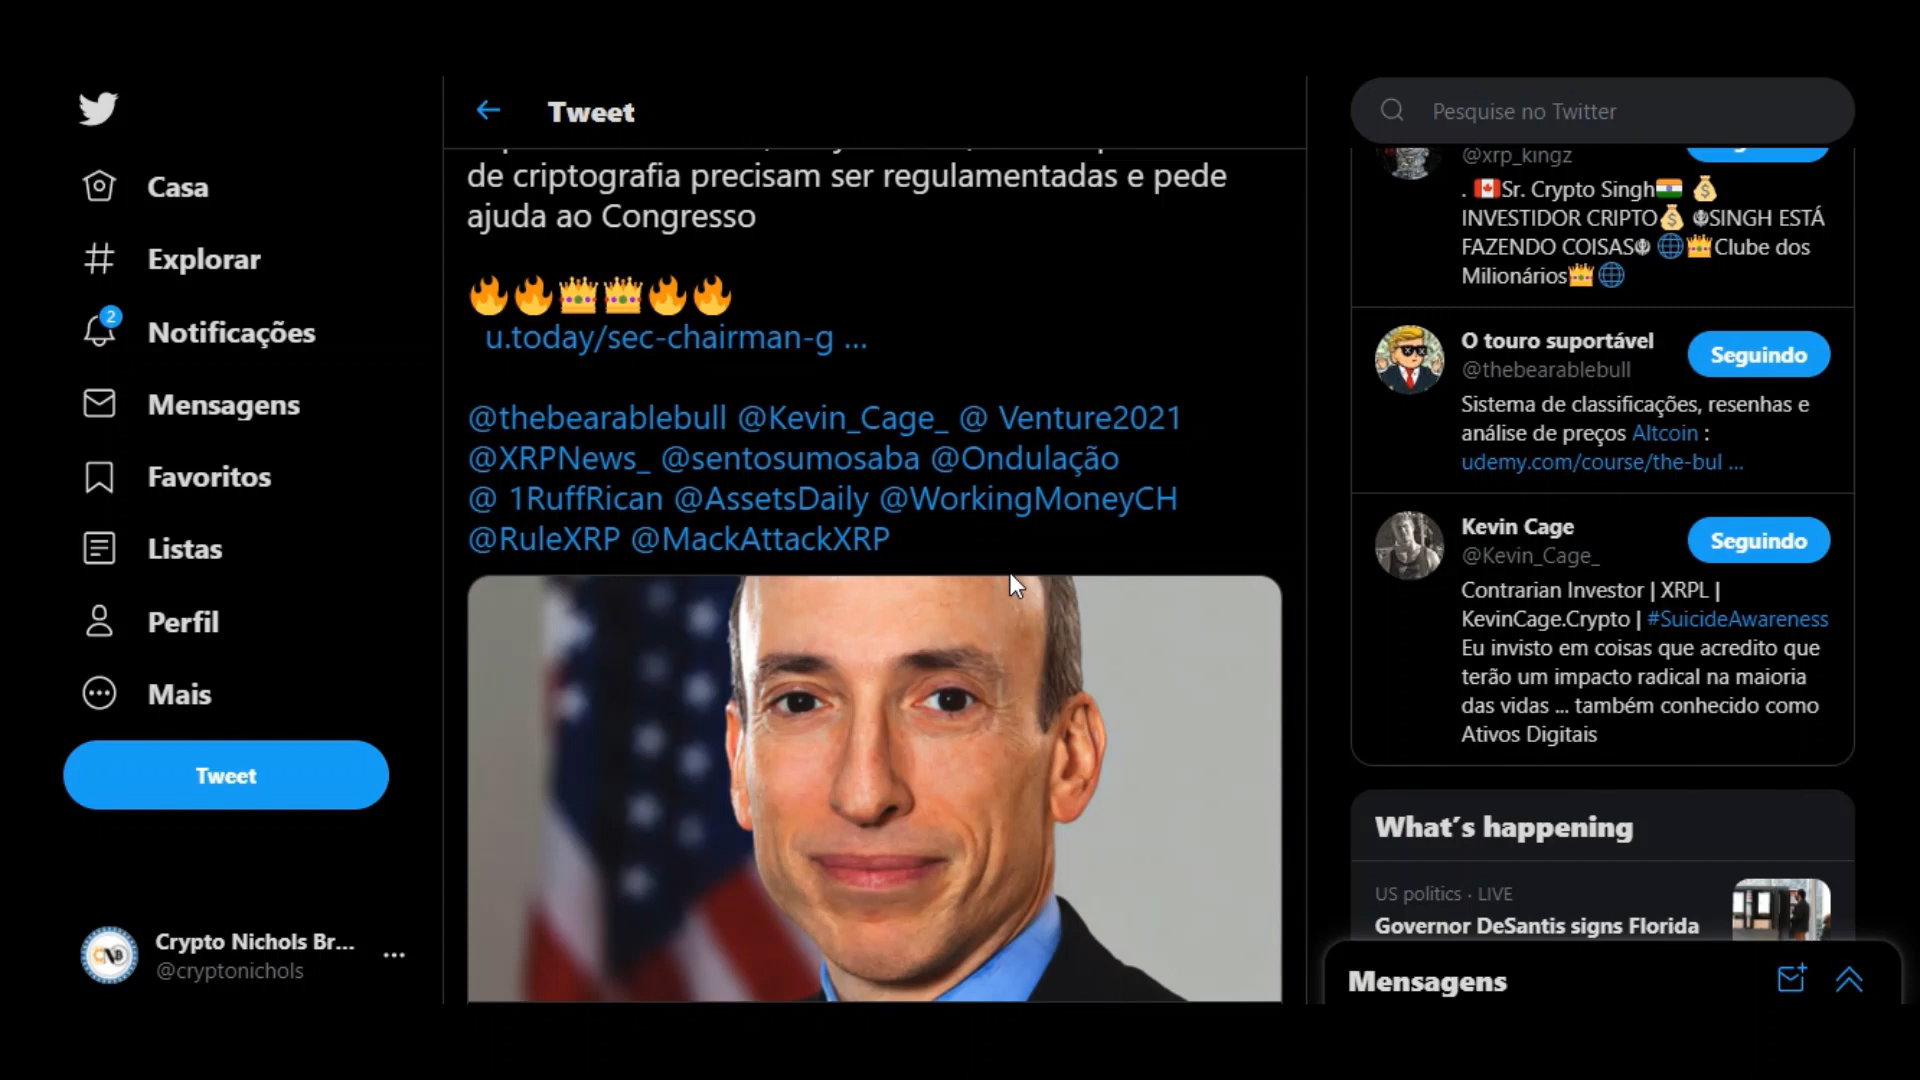 Casa
Explorar
2
Notificações
Mensagens
Favoritos
Listas
Perfil
Mais
Tweet
Crypto Nichols Br...
@cryptonichols
Tweet
de criptografia precisam ser regulamentadas e pede
ajuda ao Congresso
u.today/sec-chairman-g ...
@thebearablebull @Kevin_Cage_ @ Venture2021
@XRPNews_ @sentosumosaba @Ondulação
@ 1RuffRican @AssetsDaily @WorkingMoneyCH
@RuleXRP @MackAttackXRP
Pesquise no Twitter
@xrp_kingz
. 🇨🇦Sr. Crypto Singh🇮🇳 💰
INVESTIDOR CRIPTO💰 🪯SINGH ESTÁ
FAZENDO COISAS🪯 🌐👑Clube dos
Milionários👑🌐
O touro suportável
@thebearablebull
Seguindo
Sistema de classificações, resenhas e
análise de preços Altcoin :
udemy.com/course/the-bul ...
Kevin Cage
@Kevin_Cage_
Seguindo
Contrarian Investor | XRPL |
KevinCage.Crypto | #SuicideAwareness
Eu invisto em coisas que acredito que
terão um impacto radical na maioria
das vidas ... também conhecido como
Ativos Digitais
What's happening
US politics · LIVE
Governor DeSantis signs Florida
Mensagens